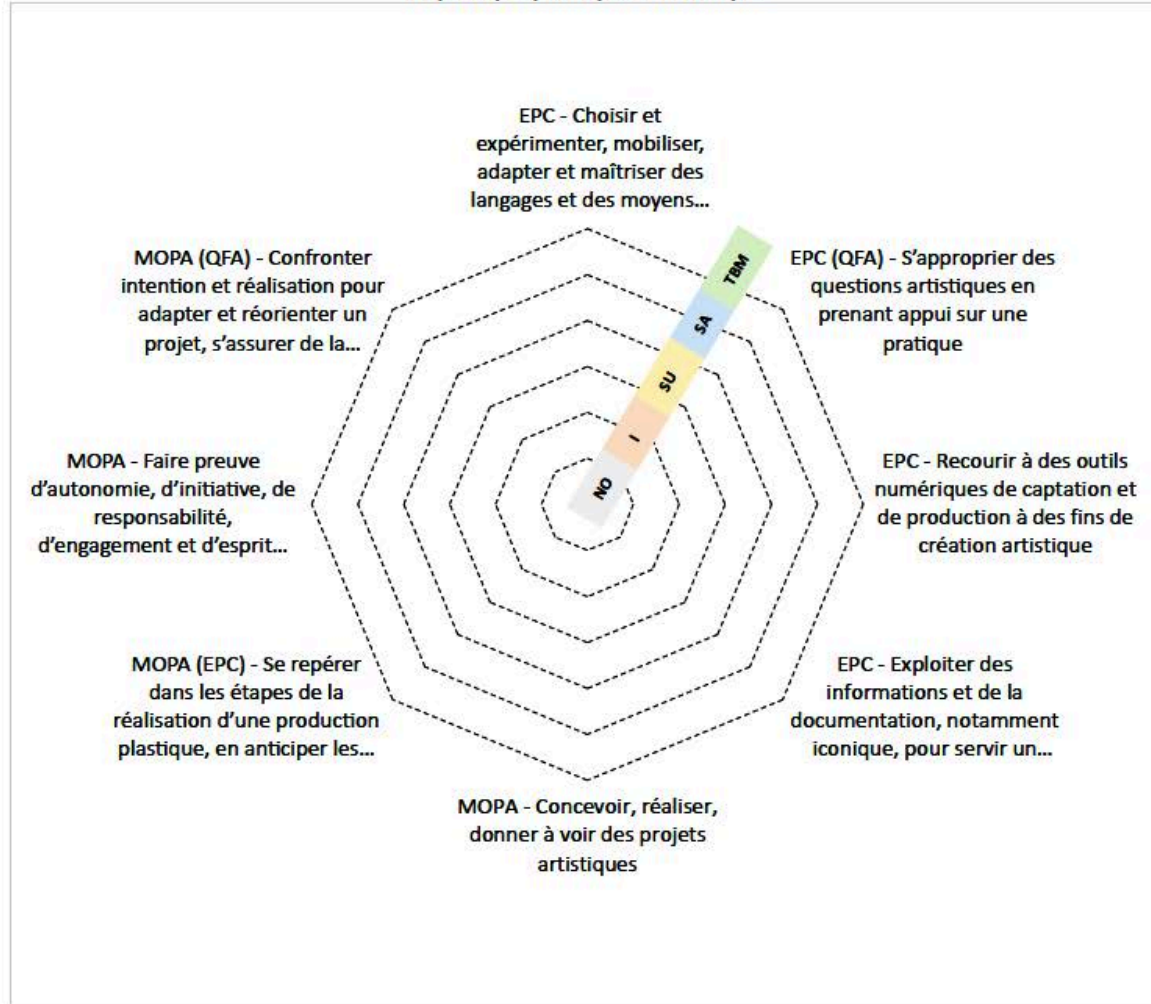 EPC - Choisir et
expérimenter, mobiliser,
adapter et maîtriser des
langages et des moyens...
EPC (QFA) - S’approprier des
questions artistiques en
prenant appui sur une
pratique
EPC - Recourir à des outils
numériques de captation et
de production à des fins de
création artistique
EPC - Exploiter des
informations et de la
documentation, notamment
iconique, pour servir un...
MOPA - Concevoir, réaliser,
donner à voir des projets
artistiques
MOPA (EPC) - Se repérer
dans les étapes de la
réalisation d’une production
plastique, en anticiper les...
MOPA - Faire preuve
d’autonomie, d’initiative, de
responsabilité,
d’engagement et d’esprit...
MOPA (QFA) - Confronter
intention et réalisation pour
adapter et réorienter un
projet, s’assurer de la...
TBM
SA
SU
I
NO